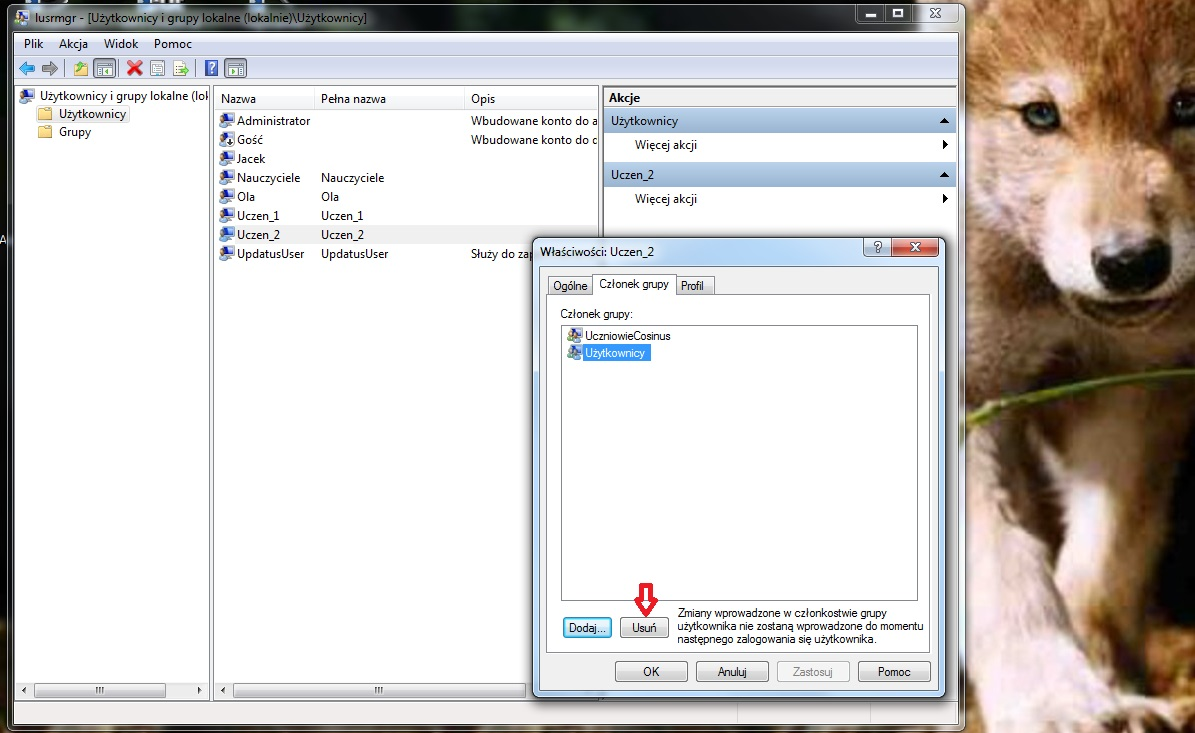 lusrmgr - [Użytkownicy i grupy lokalne (lokalnie)\Użytkownicy]
Plik Akcja Widok Pomoc
Użytkownicy i grupy lokalne (lok
Użytkownicy
Grupy
Nazwa Pełna nazwa Opis
Administrator Wbudowane konto do a
Gość Wbudowane konto do d
Jacek
Nauczyciele Nauczyciele
Ola Ola
Uczen_1 Uczen_1
Uczen_2 Uczen_2
UpdatusUser UpdatusUser Służy do zap
Akcje
Użytkownicy
Więcej akcji
Uczen_2
Więcej akcji
Właściwości: Uczen_2
Ogólne Członek grupy Profil
Członek grupy:
UczniowieCosinus
Użytkownicy
Dodaj... Usuń
Zmiany wprowadzone w członkostwie grupy
użytkownika nie zostaną wprowadzone do momentu
następnego zalogowania się użytkownika.
OK Anuluj Zastosuj Pomoc
A